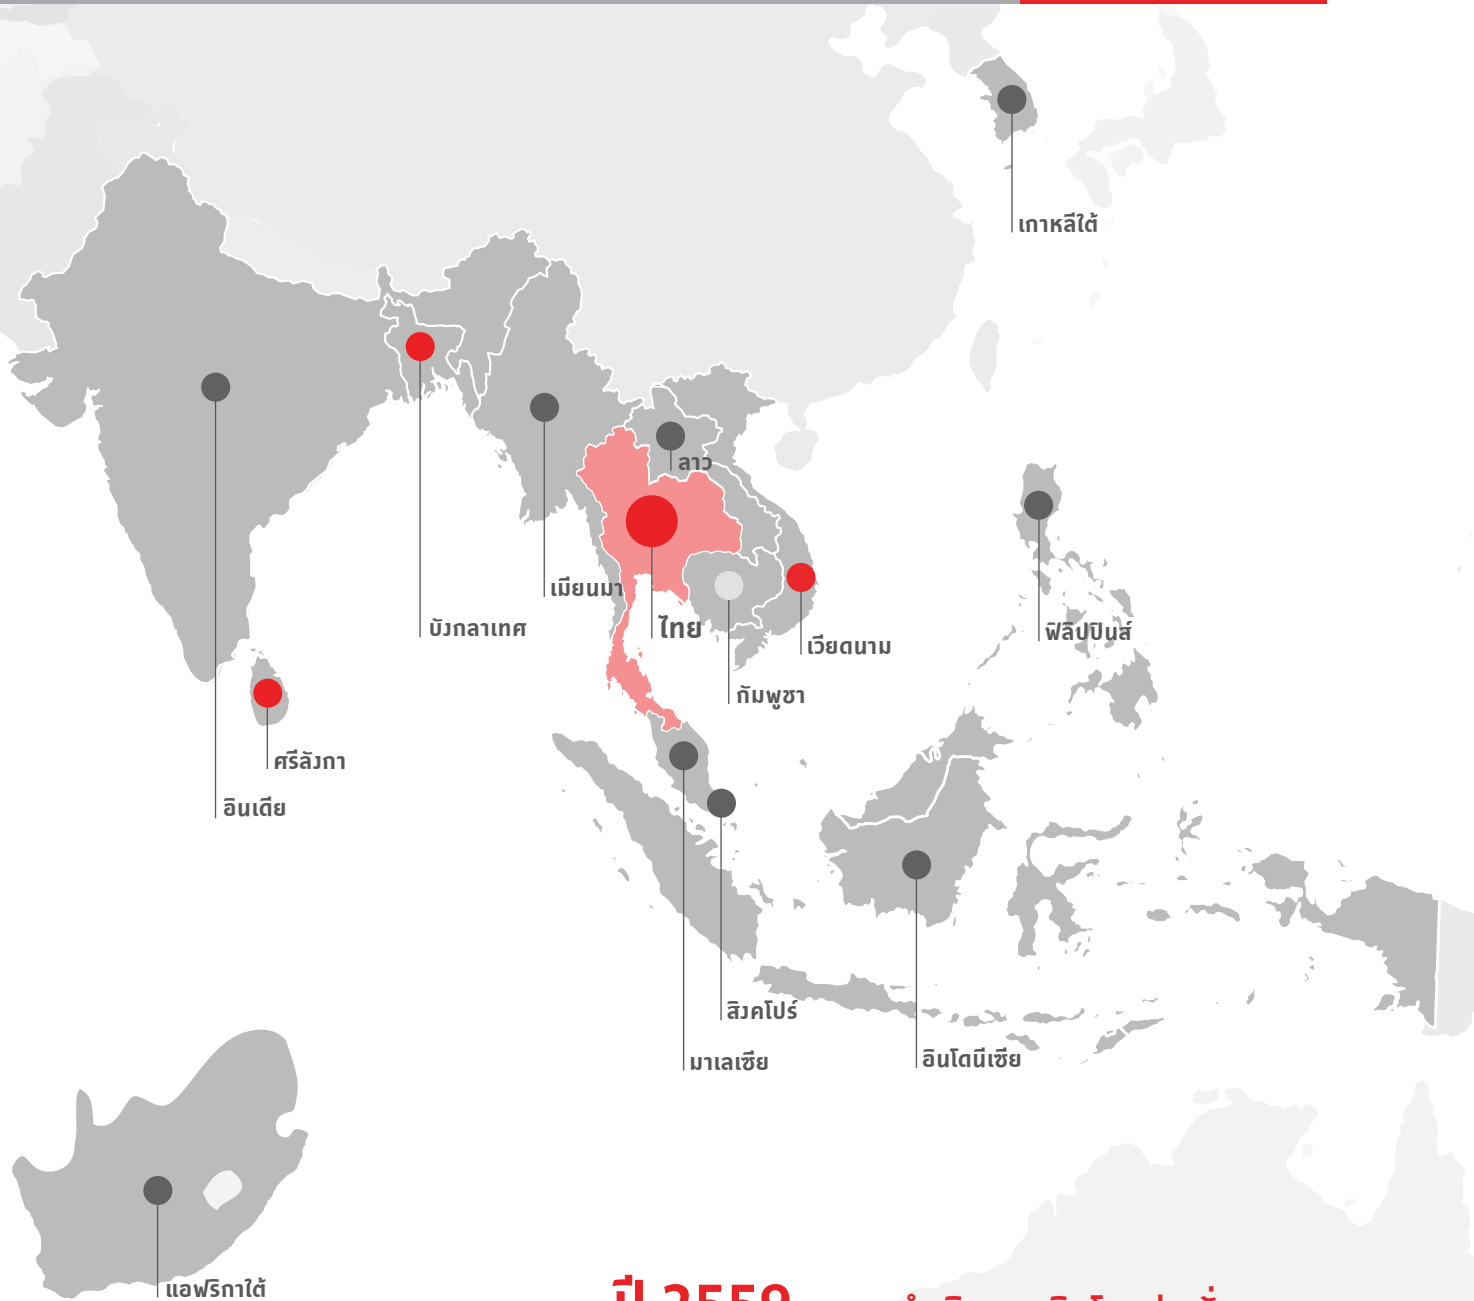 เกาหลีใต้
ลาว
เมียนมา
บังกลาเทศ
ไทย
ฟิลิปปินส์
เวียดนาม
กัมพูชา
ศรีลังกา
อินเดีย
สิงคโปร์
มาเลเซีย
อินโดนีเซีย
แอฟริกาใต้
ปี 2559